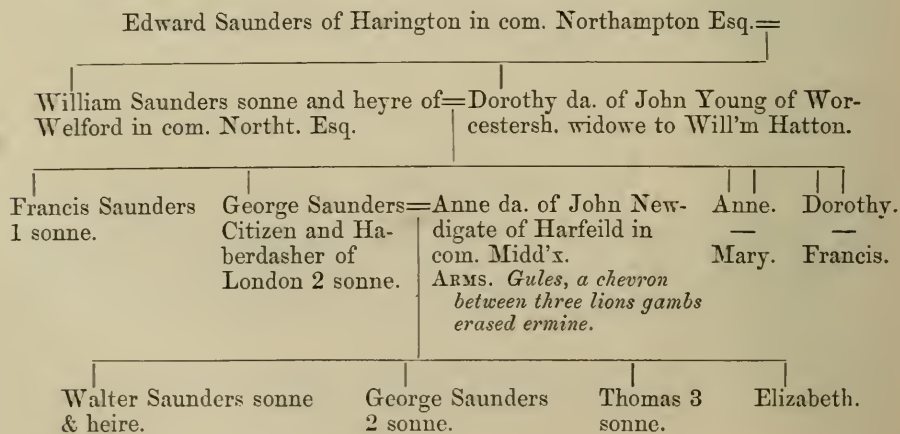 Edward Saunders of Harington in com. Northampton Esq.=
William Saunders sonne and heyre of=Dorothy da. of John Young of Wor-
Welford in com. Northt. Esq. cestersh. widowe to Will'm Hatton.
Francis Saunders
1 sonne.
George Saunders=Anne da. of John New-
Citizen and Ha-
berdasher of
London 2 sonne.
digate of Harfeild in
com. Midd'x.
ARMS. Gules, a chevron
between three lions gambs
erased ermine.
Anne.
—
Mary.
Dorothy.
—
Francis.
Walter Saunders sonne
& heire.
George Saunders
2 sonne.
Thomas 3
sonne.
Elizabeth.